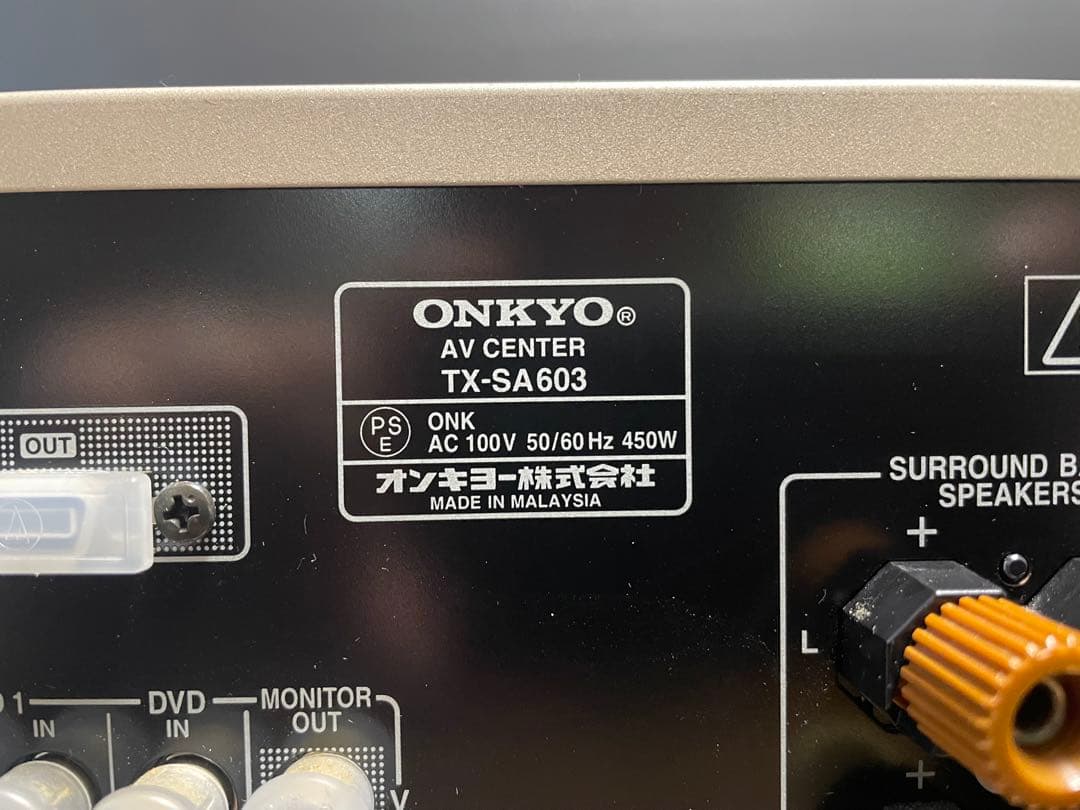 ONKYO®
AV CENTER
TX-SA603
PS
E
ONK
AC 100V 50/60Hz 450W
オンキヨー株式会社
MADE IN MALAYSIA
OUT
SURROUND
SPEAKERS
+
L
1
IN
DVD
IN
MONITOR
OUT
V
+